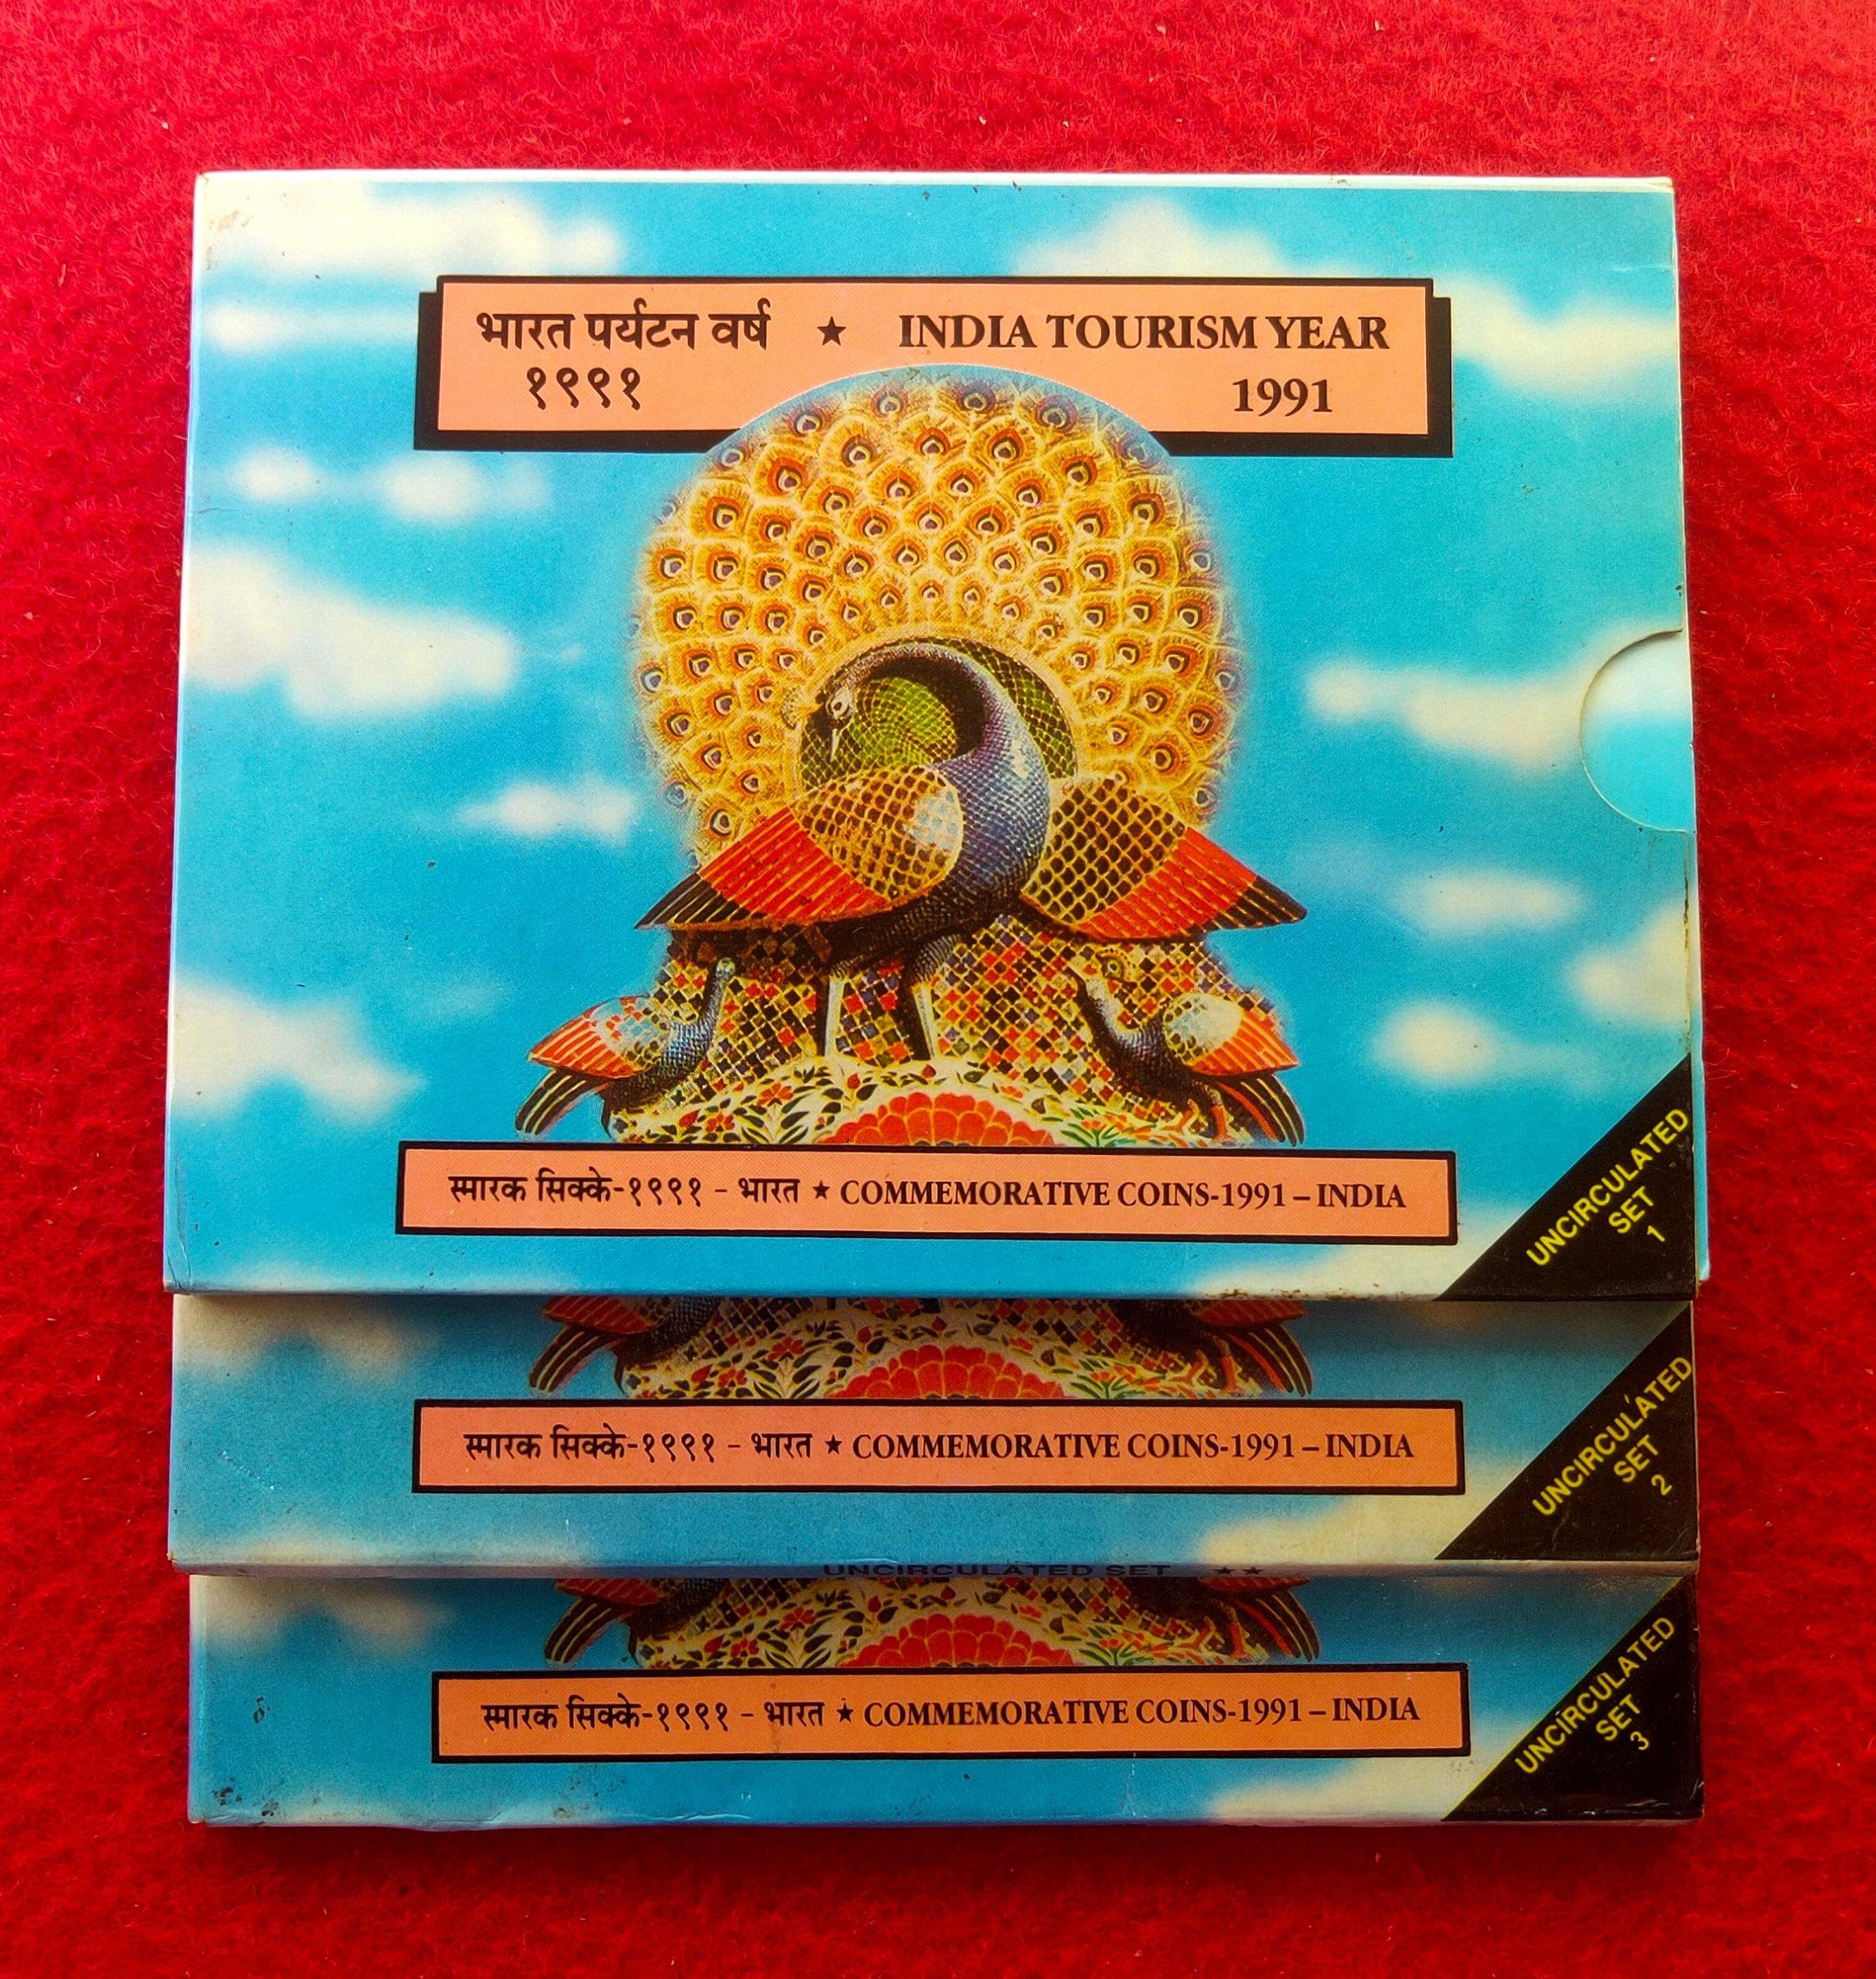 भारत पर्यटन वर्ष ★ INDIA TOURISM YEAR
१९९१ 1991
स्मारक सिक्के-१९९१ - भारत ★ COMMEMORATIVE COINS-1991 – INDIA
UNCIRCULATED
SET
1
स्मारक सिक्के-१९९१ - भारत ★ COMMEMORATIVE COINS-1991 – INDIA
UNCIRCULATED
SET
2
UNCIRCULATED SET ★★
स्मारक सिक्के-१९९१ - भारत ★ COMMEMORATIVE COINS-1991 – INDIA
UNCIRCULATED
SET
3